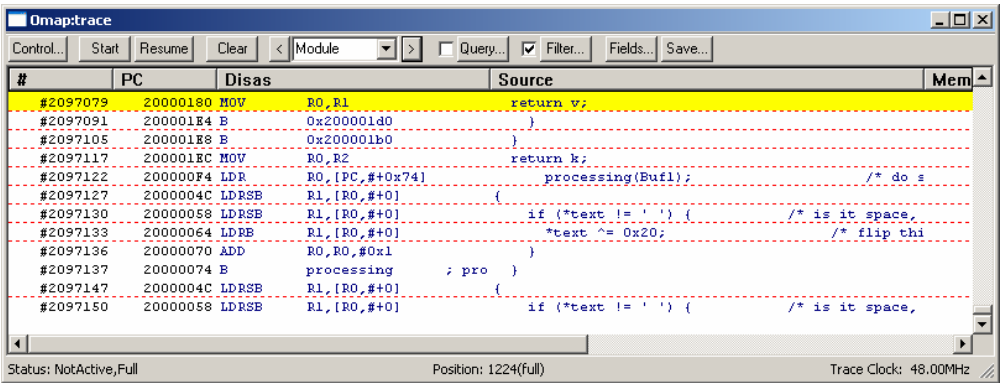 Omap:trace
Control... Start Resume Clear < Module > Query... Filter... Fields... Save...
# PC Disas Source Mem
#2097079 20000180 MOV R0,R1 return v;
#2097091 200001E4 B 0x200001d0 }
#2097105 200001E8 B 0x200001b0 }
#2097117 200001EC MOV R0,R2 return k;
#2097122 200000F4 LDR R0,[PC,#+0x74] processing(Buf1); /* do s
#2097127 2000004C LDRSB R1,[R0,#+0] {
#2097130 20000058 LDRSB R1,[R0,#+0] if (*text != ' ') { /* is it space,
#2097133 20000064 LDRB R1,[R0,#+0] *text ^= 0x20; /* flip thi
#2097136 20000070 ADD R0,R0,#0x1 }
#2097137 20000074 B processing ; pro }
#2097147 2000004C LDRSB R1,[R0,#+0] {
#2097150 20000058 LDRSB R1,[R0,#+0] if (*text != ' ') { /* is it space,
Status: NotActive,Full Position: 1224(full) Trace Clock: 48.00MHz